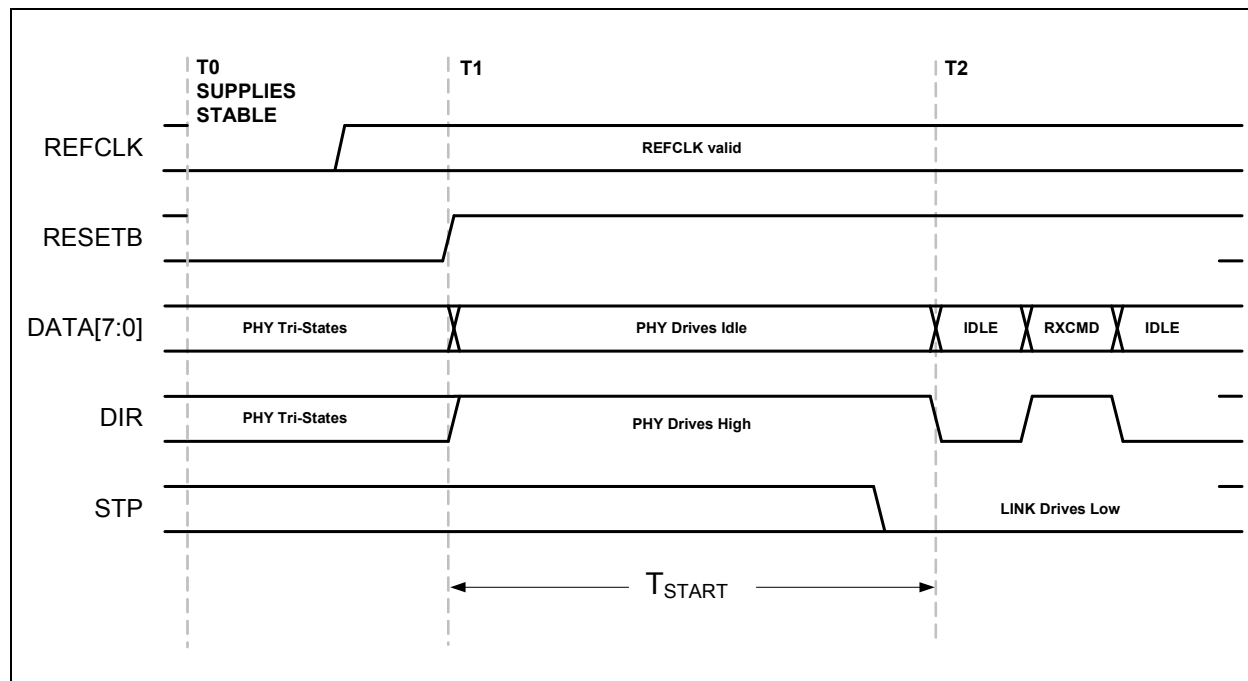 T0
SUPPLIES
STABLE
T1
T2
REFCLK
REFCLK valid
RESETB
DATA[7:0]
PHY Tri-States
PHY Drives Idle
IDLE
RXCMD
IDLE
DIR
PHY Tri-States
PHY Drives High
STP
LINK Drives Low
TSTART